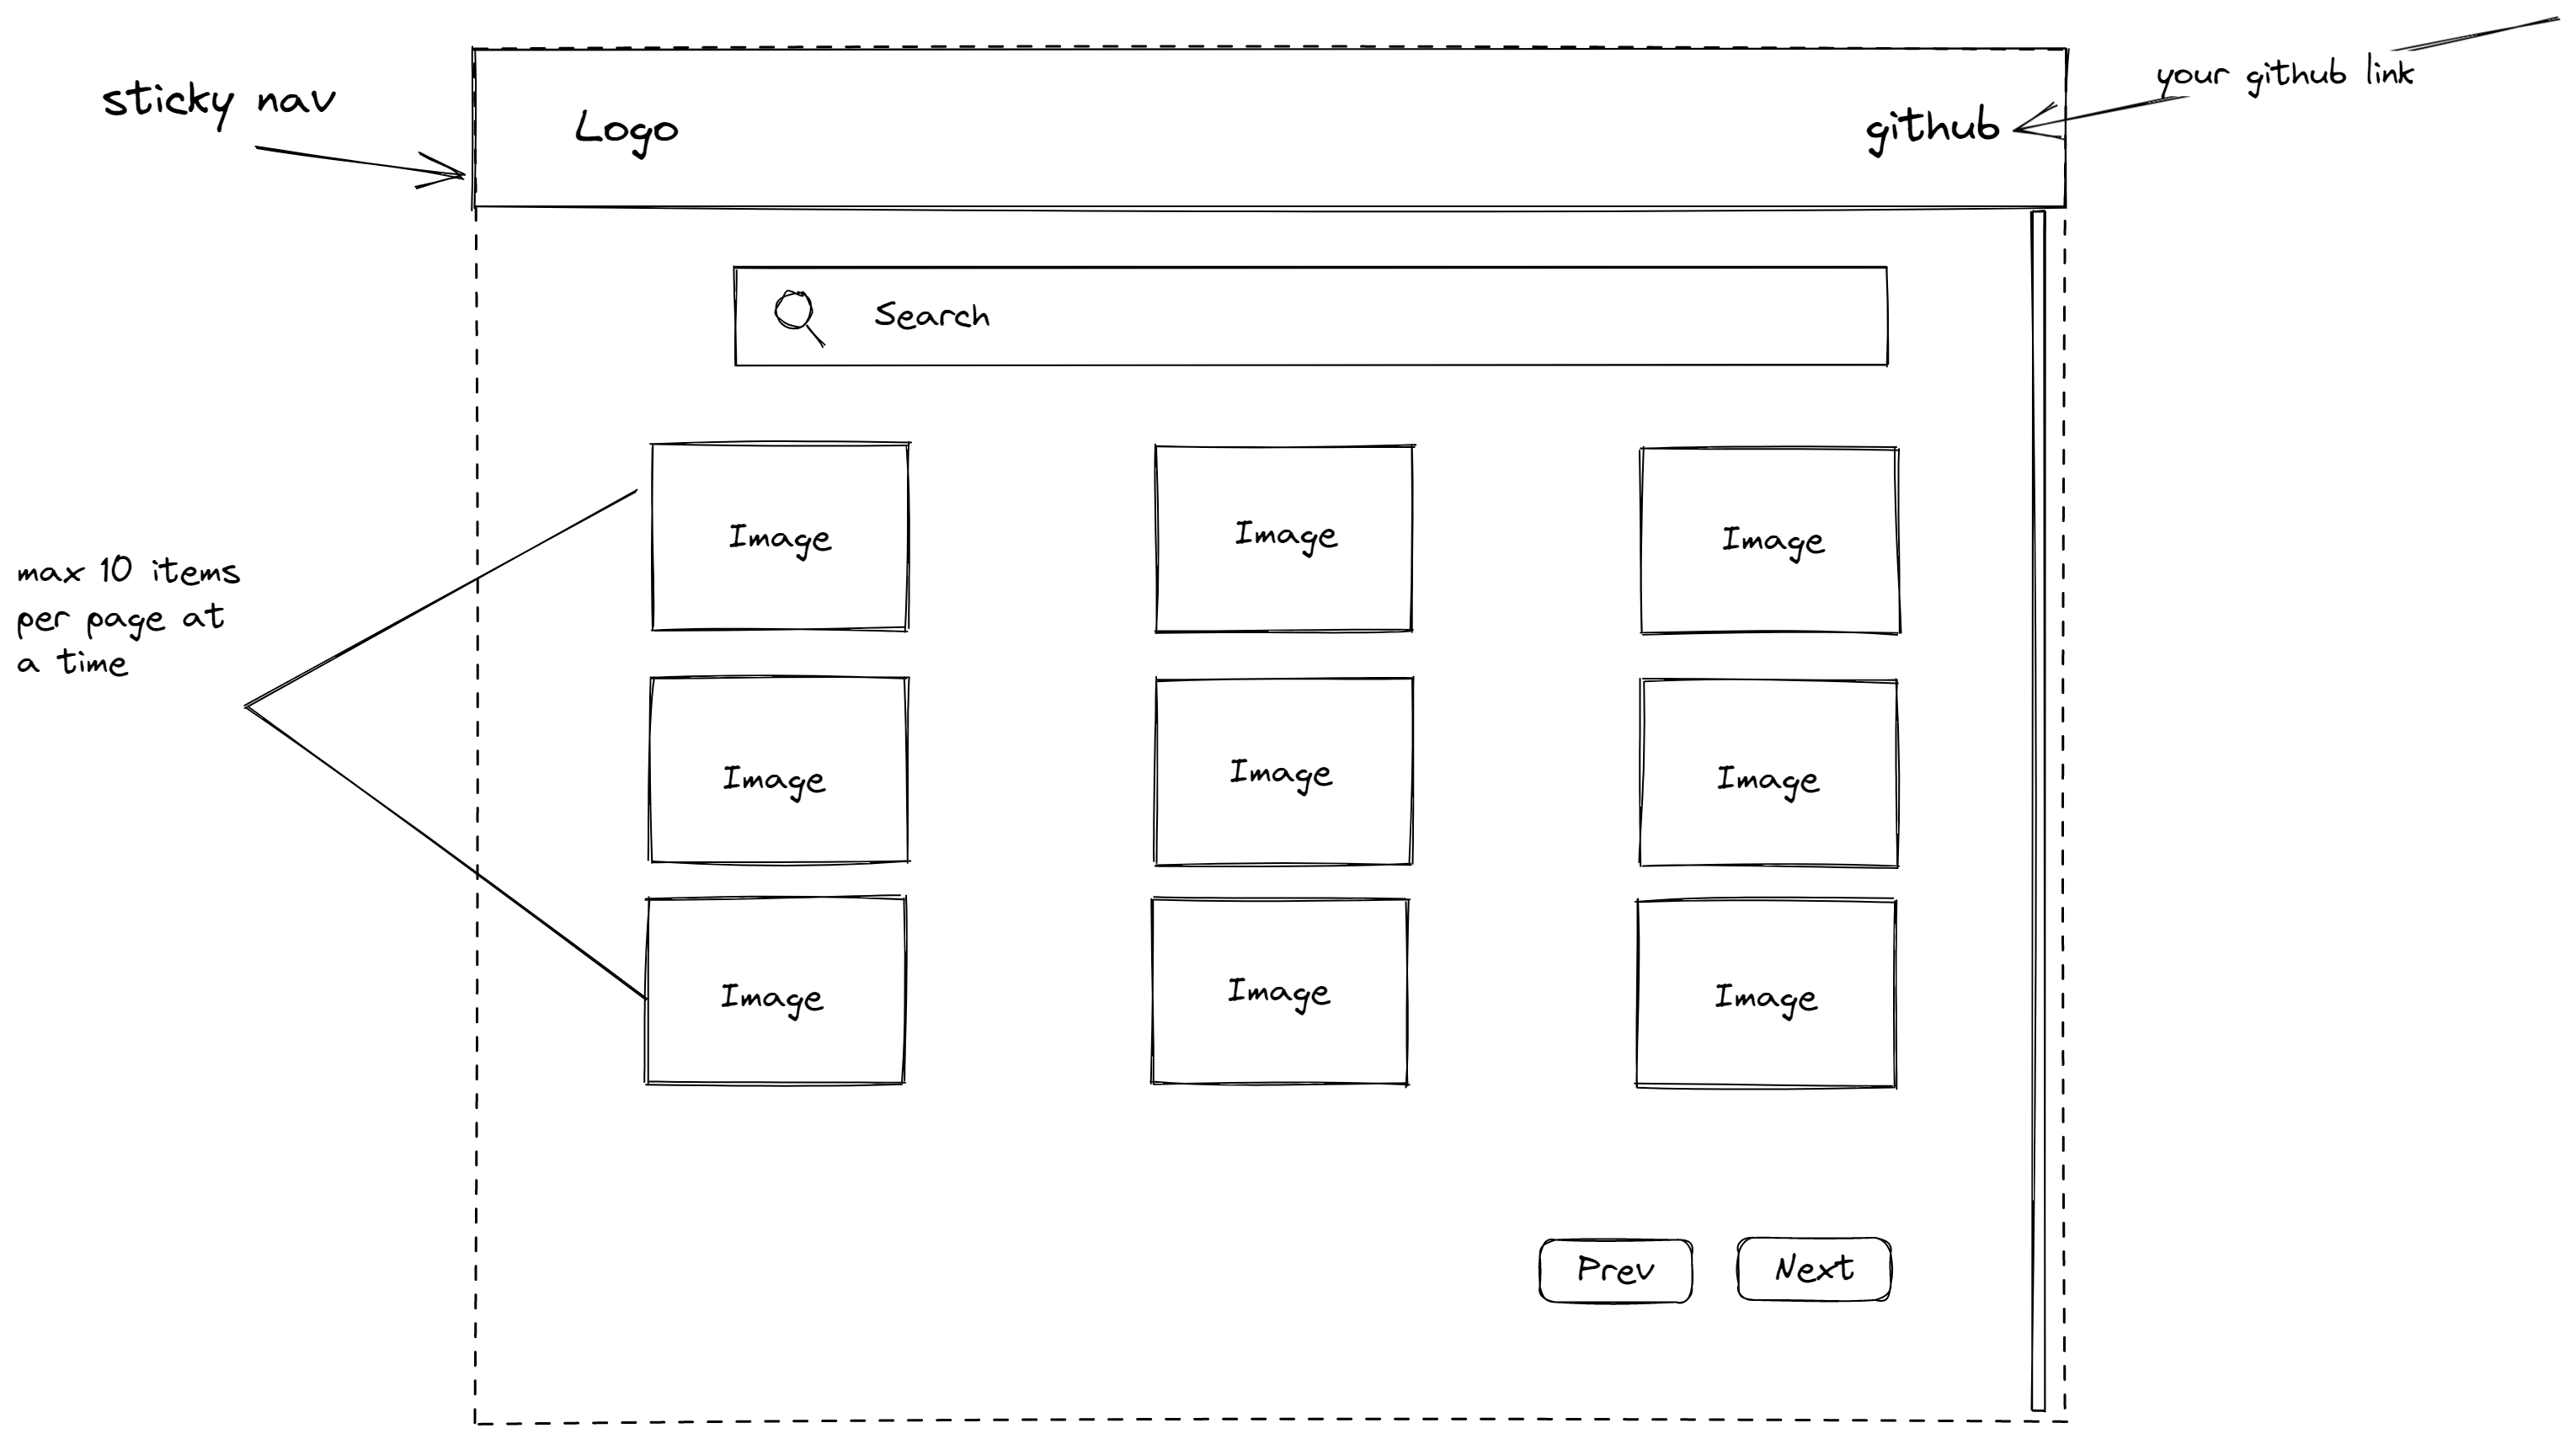 your github link
sticky nav
Logo
github
Search
Image
Image
Image
max 10 items
per page at
a time
Image
Image
Image
Image
Image
Image
Prev
Next